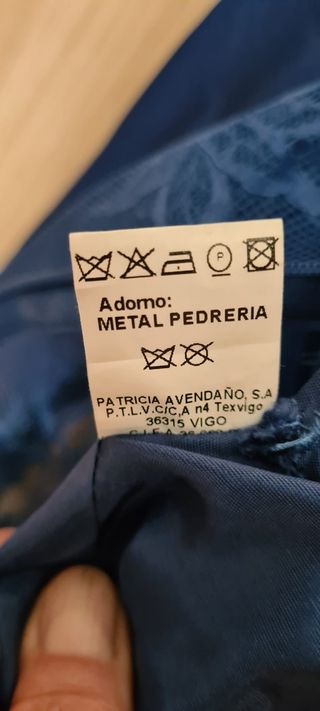 P
Adorno:
METAL PEDRERIA
PATRICIA AVENDAÑO, S.A
P.T.L.V.C/C,A n4 Texvigo
36315 VIGO